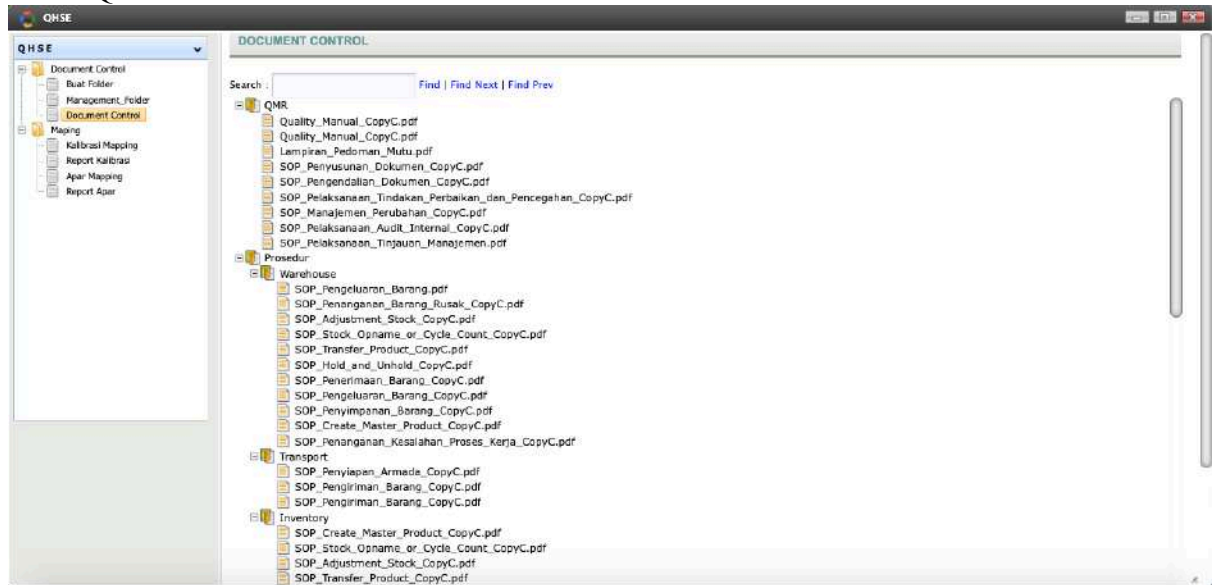 QHSE
QHSE
Document Control
Buat Folder
Management_Folder
Document Control
Maping
Kalibrasi Mapping
Report Kalibrasi
Apar Mapping
Report Apar
DOCUMENT CONTROL
Search : Find | Find Next | Find Prev
QMR
Quality_Manual_CopyC.pdf
Quality_Manual_CopyC.pdf
Lampiran_Pedoman_Mutu.pdf
SOP_Penyusunan_Dokumen_CopyC.pdf
SOP_Pengendalian_Dokumen_CopyC.pdf
SOP_Pelaksanaan_Tindakan_Perbaikan_dan_Pencegahan_CopyC.pdf
SOP_Manajemen_Perubahan_CopyC.pdf
SOP_Pelaksanaan_Audit_Internal_CopyC.pdf
SOP_Pelaksanaan_Tinjauan_Manajemen.pdf
Prosedur
Warehouse
SOP_Pengeluaran_Barang.pdf
SOP_Penanganan_Barang_Rusak_CopyC.pdf
SOP_Adjustment_Stock_CopyC.pdf
SOP_Stock_Opname_or_Cycle_Count_CopyC.pdf
SOP_Transfer_Product_CopyC.pdf
SOP_Hold_and_Unhold_CopyC.pdf
SOP_Penerimaan_Barang_CopyC.pdf
SOP_Pengeluaran_Barang_CopyC.pdf
SOP_Penyimpanan_Barang_CopyC.pdf
SOP_Create_Master_Product_CopyC.pdf
SOP_Penanganan_Kesalahan_Proses_Kerja_CopyC.pdf
Transport
SOP_Penyiapan_Armada_CopyC.pdf
SOP_Pengiriman_Barang_CopyC.pdf
SOP_Pengiriman_Barang_CopyC.pdf
Inventory
SOP_Create_Master_Product_CopyC.pdf
SOP_Stock_Opname_or_Cycle_Count_CopyC.pdf
SOP_Adjustment_Stock_CopyC.pdf
SOP_Transfer_Product_CopyC.pdf